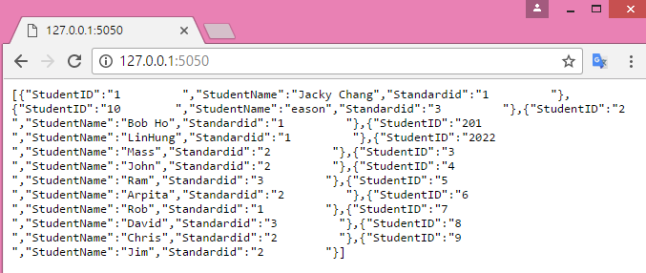 127.0.0.1:5050
127.0.0.1:5050
[{"StudentID":"1         ","StudentName":"Jacky Chang","Standardid":"1         "},
{"StudentID":"10        ","StudentName":"eason","Standardid":"3         "},{"StudentID":"2
","StudentName":"Bob Ho","Standardid":"1         "},{"StudentID":"201
","StudentName":"LinHung","Standardid":"1         "},{"StudentID":"2022
","StudentName":"Mass","Standardid":"2         "},{"StudentID":"3
","StudentName":"John","Standardid":"2         "},{"StudentID":"4
","StudentName":"Ram","Standardid":"3         "},{"StudentID":"5
","StudentName":"Arpita","Standardid":"2         "},{"StudentID":"6
","StudentName":"Rob","Standardid":"1         "},{"StudentID":"7
","StudentName":"David","Standardid":"3         "},{"StudentID":"8
","StudentName":"Chris","Standardid":"2         "},{"StudentID":"9
","StudentName":"Jim","Standardid":"2         "}]